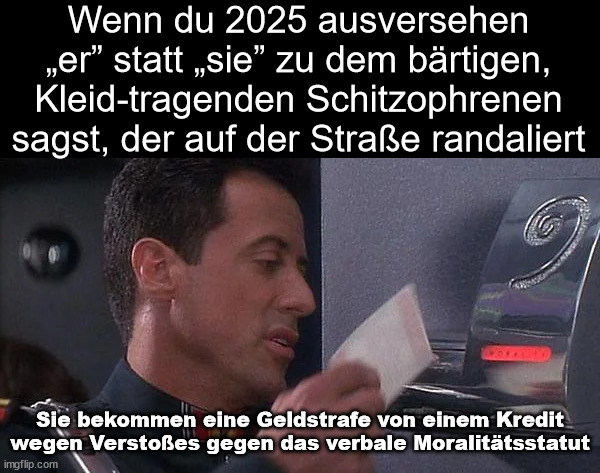 Wenn du 2025 ausversehen
„er” statt „sie” zu dem bärtigen,
Kleid-tragenden Schitzophrenen
sagst, der auf der Straße randaliert
MORALITY
Sie bekommen eine Geldstrafe von einem Kredit
wegen Verstoßes gegen das verbale Moralitätsstatut
imgflip.com